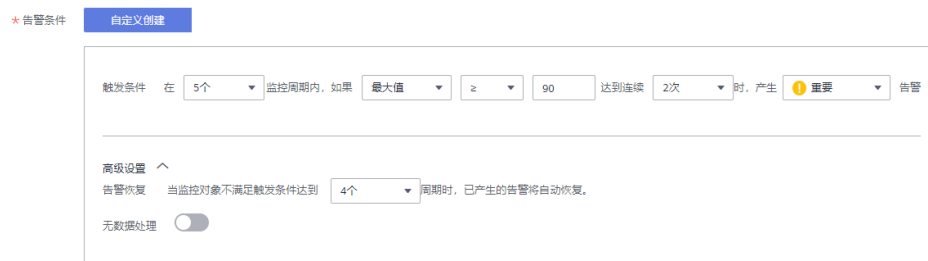 *告警条件 自定义创建
触发条件 在 5个 监控周期内，如果 最大值 ≥ 90 达到连续 2次 时，产生 重要 告警
高级设置
告警恢复 当监控对象不满足触发条件达到 4个 周期时，已产生的告警将自动恢复。
无数据处理